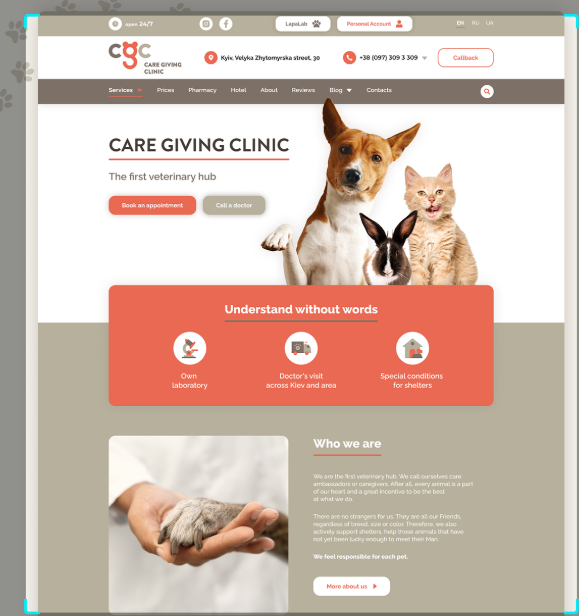 open 24/7
LapaLab
Personal Account
EN RU UA
cgc
CARE GIVING
CLINIC
Kyiv, Velyka Zhytomyrska street, 30
+38 (097) 309 3 309
Callback
Services Prices Pharmacy Hotel About Reviews Blog Contacts
CARE GIVING CLINIC
The first veterinary hub
Book an appointment
Call a doctor
Understand without words
Own
laboratory
Doctor's visit
across Kiev and area
Special conditions
for shelters
Who we are
We are the first veterinary hub. We call ourselves care
ambassadors or caregivers. After all, every animal is a part
of our heart and a great incentive to be the best
at what we do.
There are no strangers for us. They are all our Friends,
regardless of breed, size or color. Therefore, we also
actively support shelters, help those animals that have
not yet been lucky enough to meet their Man.
We feel responsible for each pet.
More about us